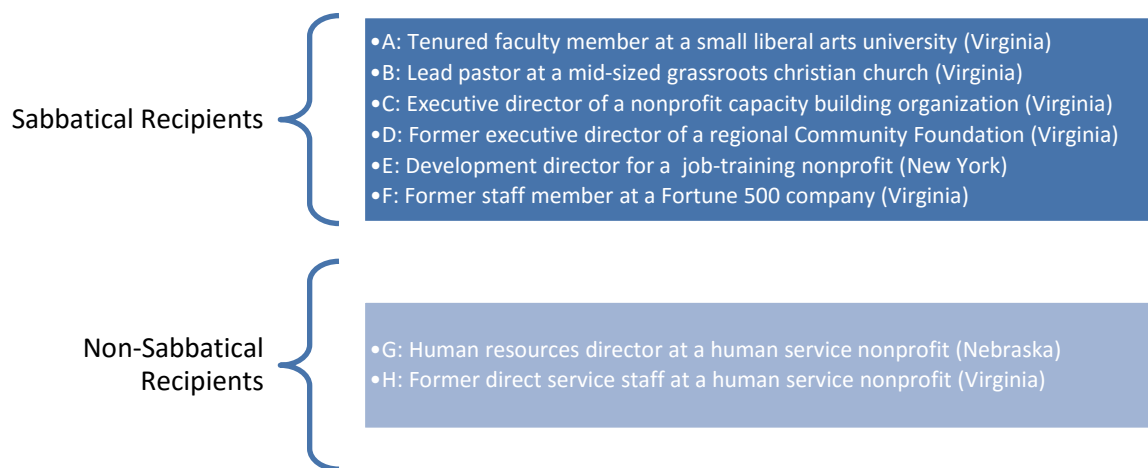 Sabbatical Recipients
•A: Tenured faculty member at a small liberal arts university (Virginia)
•B: Lead pastor at a mid-sized grassroots christian church (Virginia)
•C: Executive director of a nonprofit capacity building organization (Virginia)
•D: Former executive director of a regional Community Foundation (Virginia)
•E: Development director for a  job-training nonprofit (New York)
•F: Former staff member at a Fortune 500 company (Virginia)
Non-Sabbatical
Recipients
•G: Human resources director at a human service nonprofit (Nebraska)
•H: Former direct service staff at a human service nonprofit (Virginia)